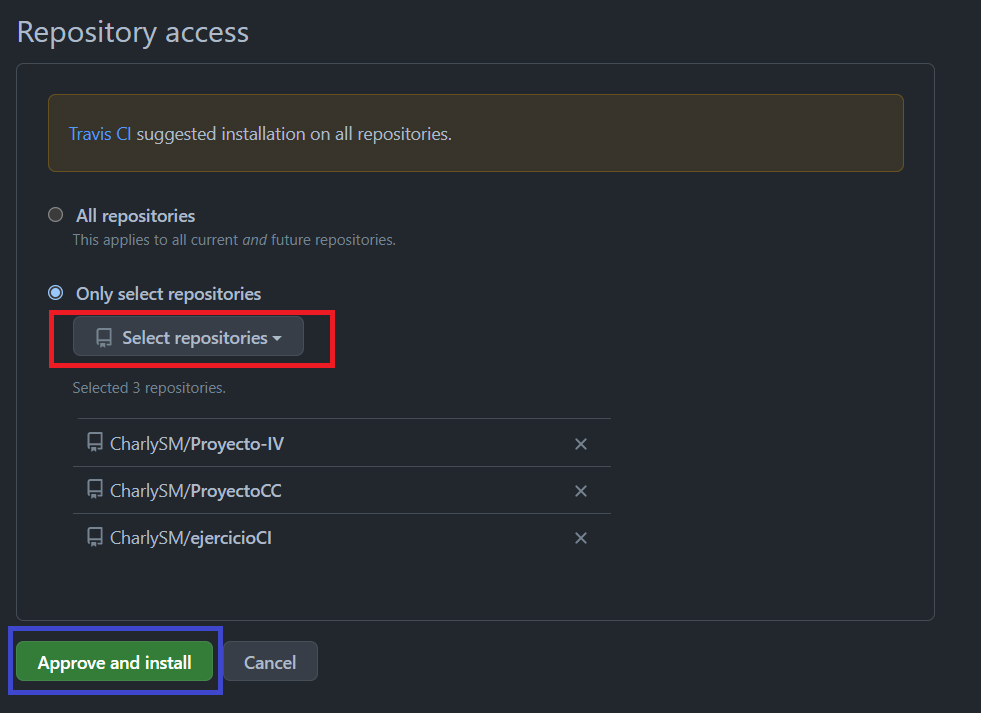 Repository access
Travis CI suggested installation on all repositories.
All repositories
This applies to all current and future repositories.
Only select repositories
Select repositories
Selected 3 repositories.
CharlySM/Proyecto-IV
CharlySM/ProyectoCC
CharlySM/ejercicioCI
Approve and install Cancel